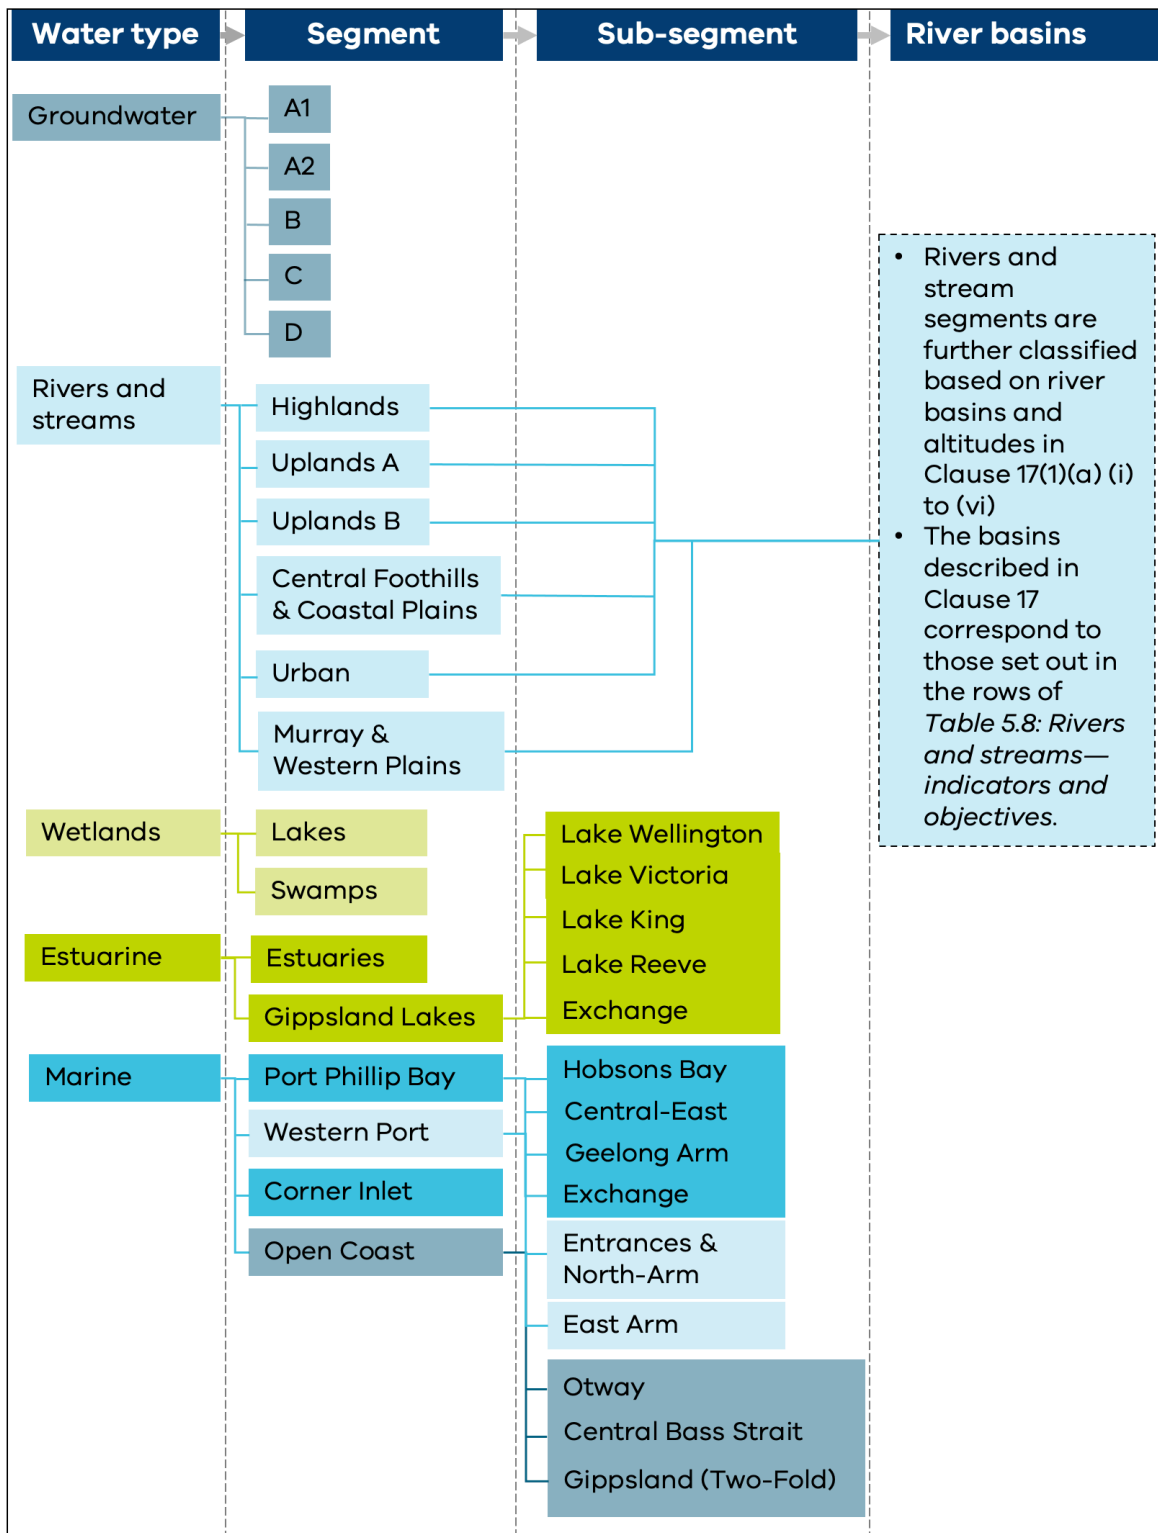 Water type
Segment
Sub-segment
River basins
Groundwater
A1
A2
B
C
D
Rivers and
streams
Highlands
Uplands A
Uplands B
Central Foothills
& Coastal Plains
Urban
Murray &
Western Plains
• Rivers and
stream
segments are
further classified
based on river
basins and
altitudes in
Clause 17(1)(a) (i)
to (vi)
• The basins
described in
Clause 17
correspond to
those set out in
the rows of
Table 5.8: Rivers
and streams—
indicators and
objectives.
Wetlands
Lakes
Swamps
Estuarine
Estuaries
Gippsland Lakes
Lake Wellington
Lake Victoria
Lake King
Lake Reeve
Exchange
Marine
Port Phillip Bay
Western Port
Corner Inlet
Open Coast
Hobsons Bay
Central-East
Geelong Arm
Exchange
Entrances &
North-Arm
East Arm
Otway
Central Bass Strait
Gippsland (Two-Fold)